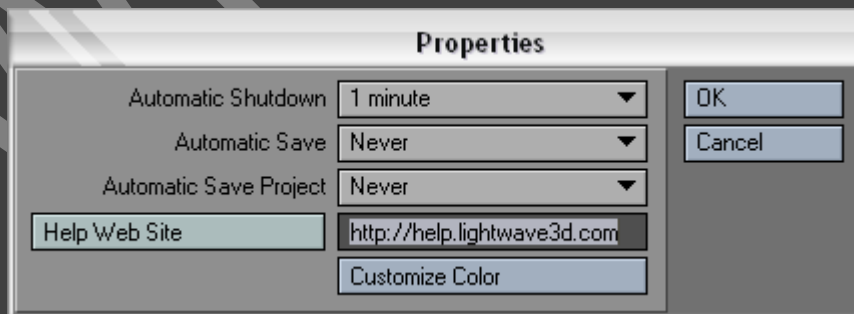 Properties
Automatic Shutdown 1 minute OK
Automatic Save Never Cancel
Automatic Save Project Never
Help Web Site http://help.lightwave3d.com
Customize Color